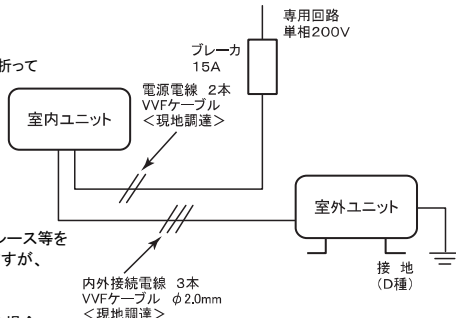 専用回路
単相200V
ブレーカ
15A
折って
電源電線 2本
VVFケーブル
<現地調達>
室内ユニット
室外ユニット
ース等を
すが、
接 地
(D種)
内外接続電線 3本
VVFケーブル φ2.0mm
<現地調達>